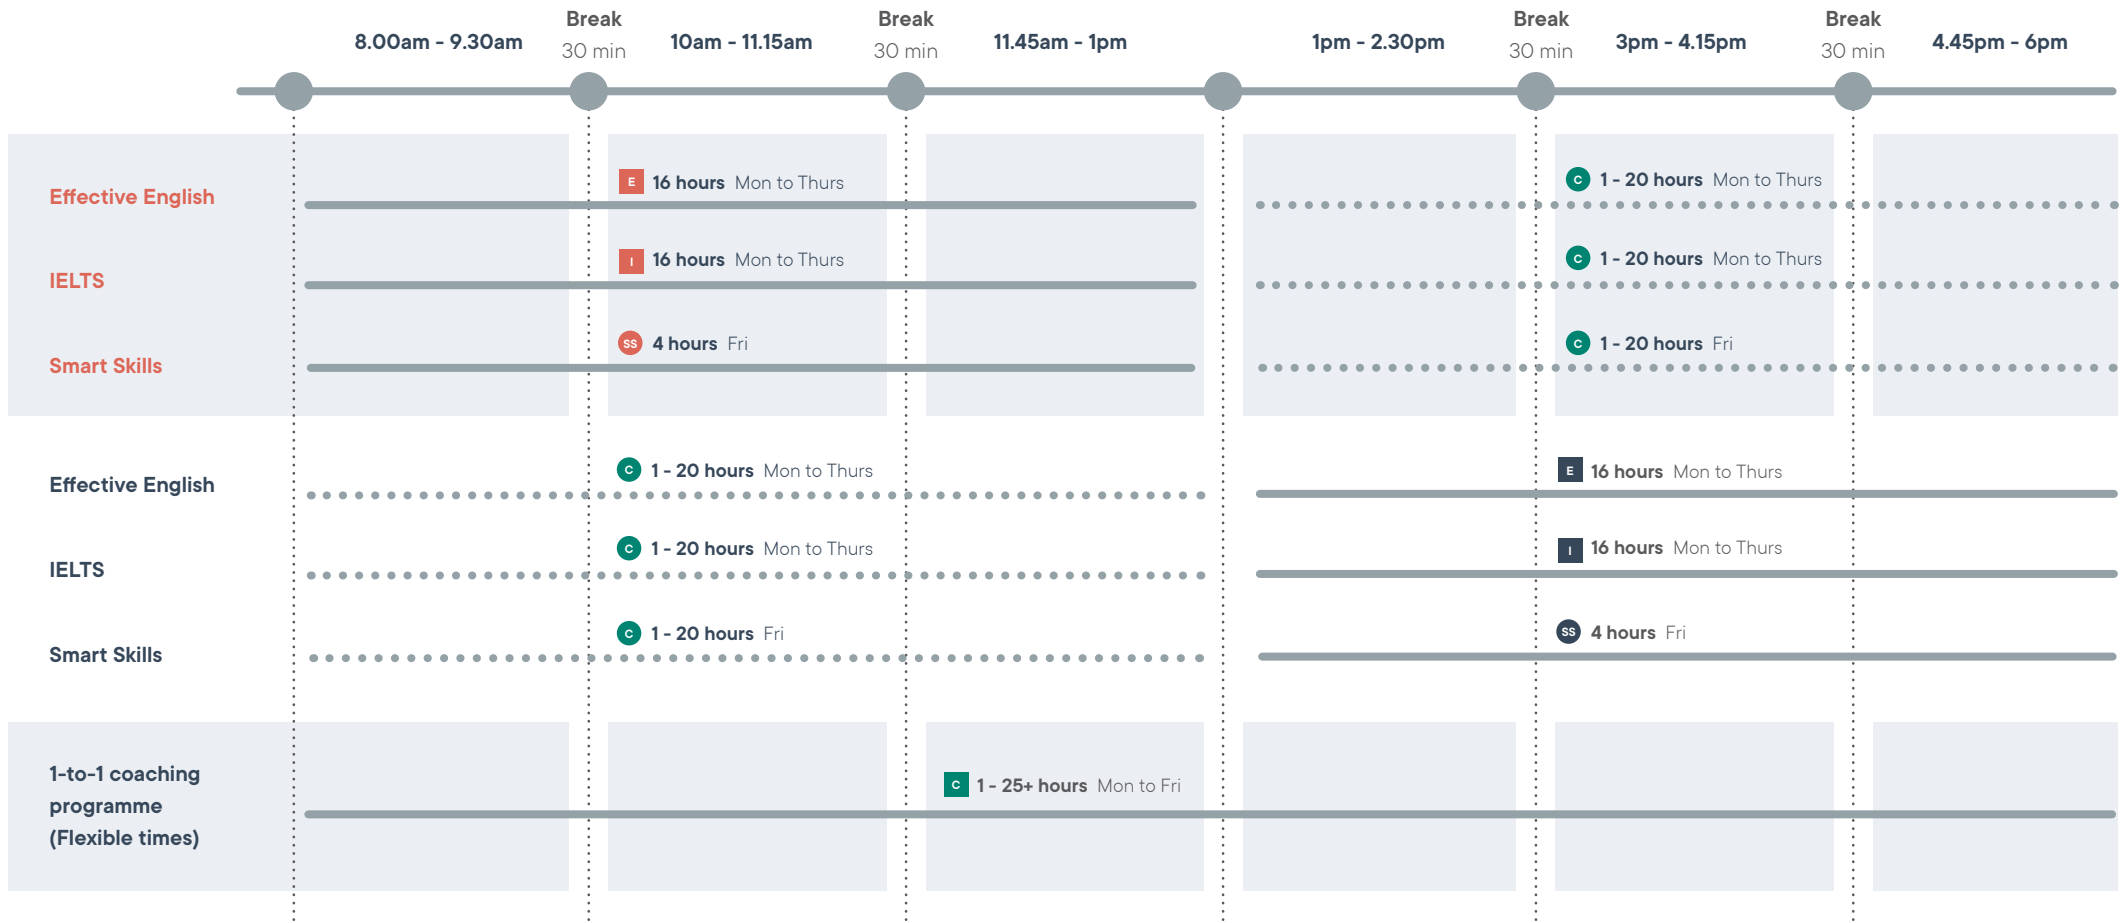 Break Break Break Break
8.00am - 9.30am 10am - 11.15am 11.45am - 1pm 1pm - 2.30pm 3pm - 4.15pm 4.45pm - 6pm
30 min 30 min 30 min 30 min
E 16 hours Mon to Thurs C 1 - 20 hours Mon to Thurs
Effective English
I 16 hours Mon to Thurs C 1 - 20 hours Mon to Thurs
IELTS
SS 4 hours Fri C 1 - 20 hours Fri
Smart Skills
C 1 - 20 hours Mon to Thurs E 16 hours Mon to Thurs
Effective English
C 1 - 20 hours Mon to Thurs I 16 hours Mon to Thurs
IELTS
C 1 - 20 hours Fri SS 4 hours Fri
Smart Skills
1-to-1 coaching
C 1 - 25+ hours Mon to Fri
programme
(Flexible times)